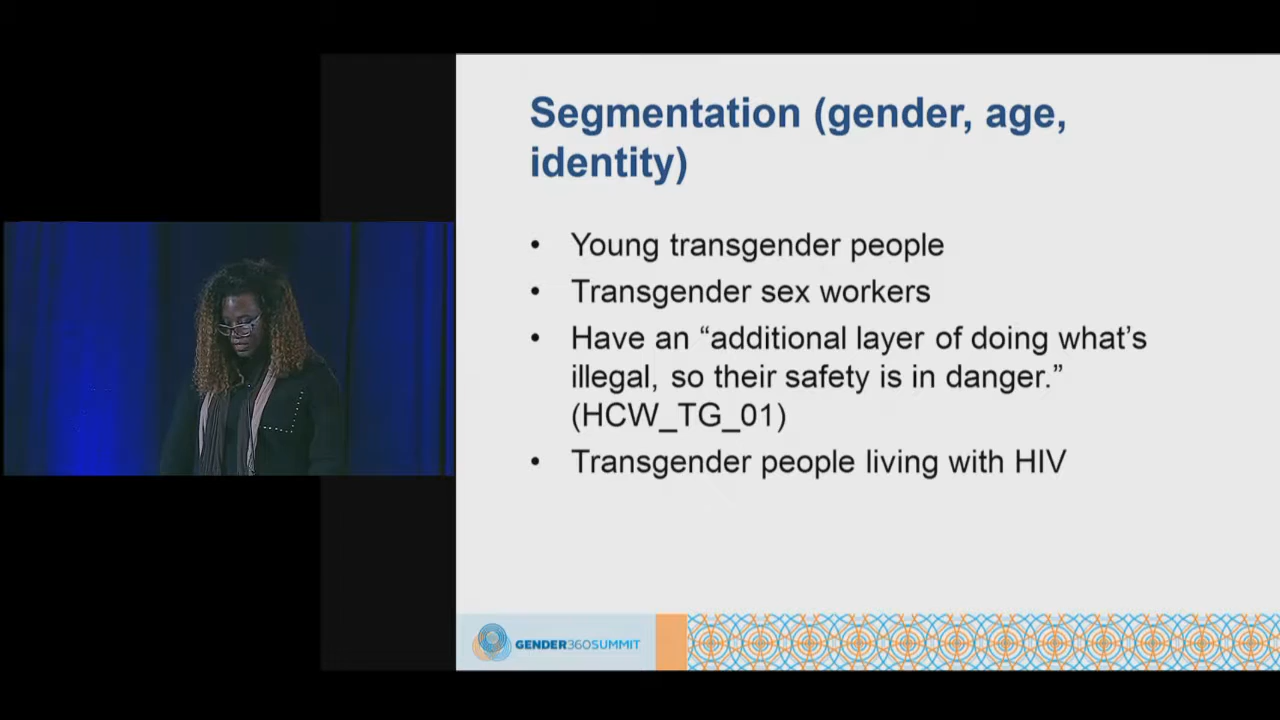 Segmentation (gender, age,
identity)
• Young transgender people
• Transgender sex workers
• Have an “additional layer of doing what’s
illegal, so their safety is in danger.”
(HCW_TG_01)
• Transgender people living with HIV
GENDER360SUMMIT